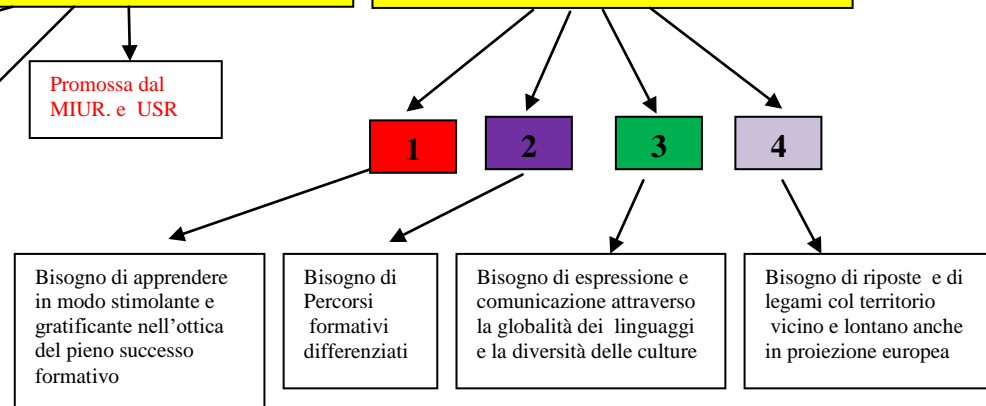 Promossa dal
MIUR. e USR
1
2
3
4
Bisogno di apprendere
in modo stimolante e
gratificante nell'ottica
del pieno successo
formativo
Bisogno di
Percorsi
formativi
differenziati
Bisogno di espressione e
comunicazione attraverso
la globalità dei linguaggi
e la diversità delle culture
Bisogno di riposte e di
legami col territorio
vicino e lontano anche
in proiezione europea